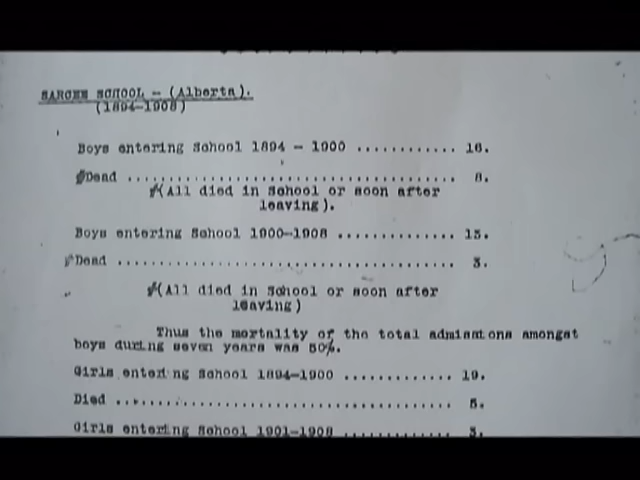 SARCEE SCHOOL - (Alberta).
(1894-1908)
Boys entering School 1894 - 1900 ............ 16.
Dead ........................................ 8.
(All died in School or soon after
leaving).
Boys entering School 1900-1908 .............. 15.
Dead ........................................ 3.
(All died in School or soon after
leaving)
Thus the mortality of the total admissions amongst
boys during seven years was 50%.
Girls entering School 1894-1900 ............. 19.
Died ........................................ 5.
Girls entering School 1901-1908 ............. 3.